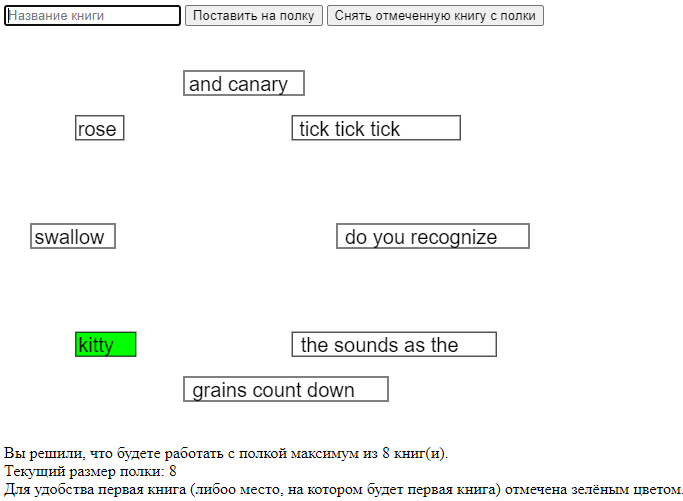 Название книги Поставить на полку Снять отмеченную книгу с полки
and canary
rose tick tick tick
swallow do you recognize
kitty the sounds as the
grains count down
Вы решили, что будете работать с полкой максимум из 8 книг(и).
Текущий размер полки: 8
Для удобства первая книга (либоо место, на котором будет первая книга) отмечена зелёным цветом.